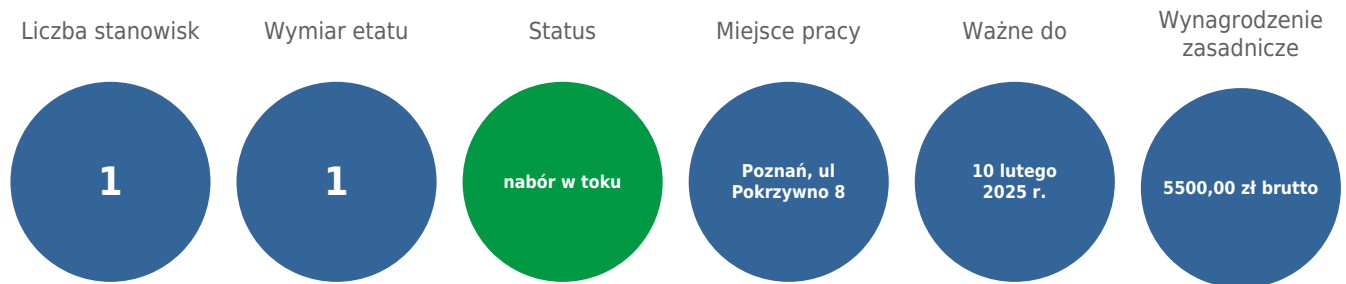 Liczba stanowisk
1
Wymiar etatu
1
Status
nabór w toku
Miejsce pracy
Poznań, ul
Pokrzywno 8
Ważne do
10 lutego
2025 r.
Wynagrodzenie
zasadnicze
5500,00 zł brutto